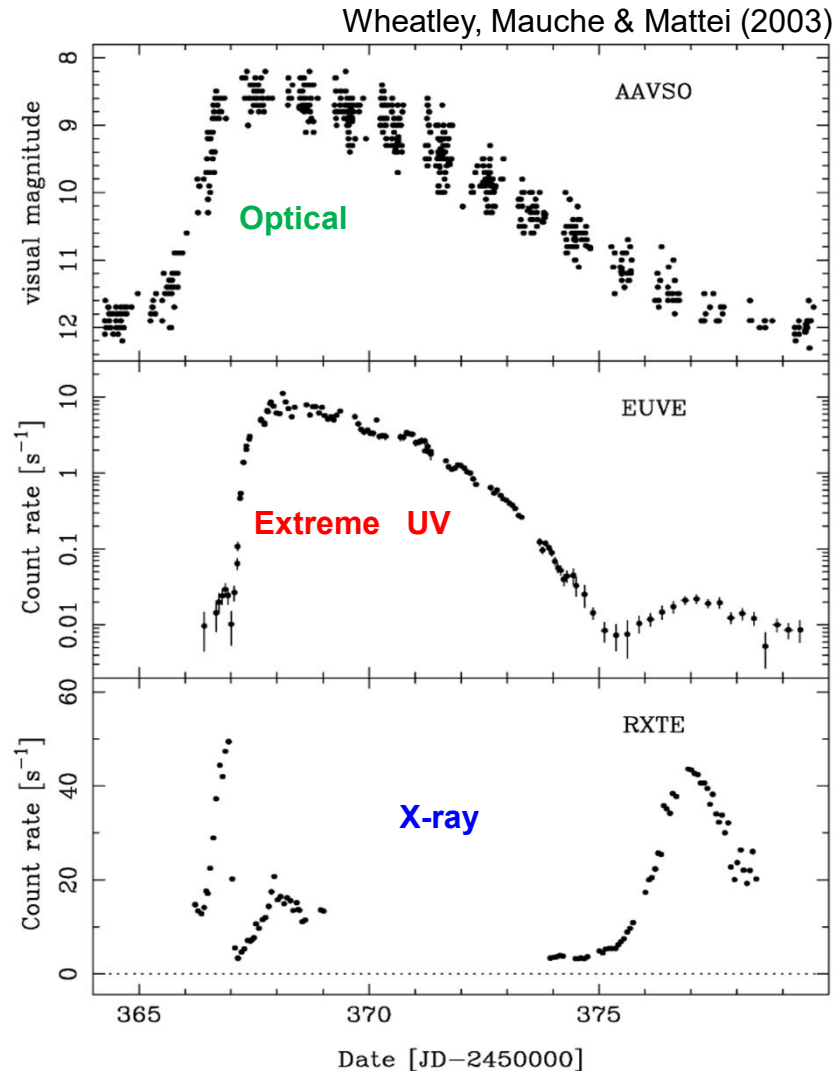 Wheatley, Mauche & Mattei (2003)
8
9
10
11
12
visual magnitude
AAVSO
Optical
10
1
0.1
0.01
Count rate [s⁻¹]
EUVE
Extreme UV
60
40
20
0
Count rate [s⁻¹]
RXTE
X-ray
365 370 375
Date [JD−2450000]